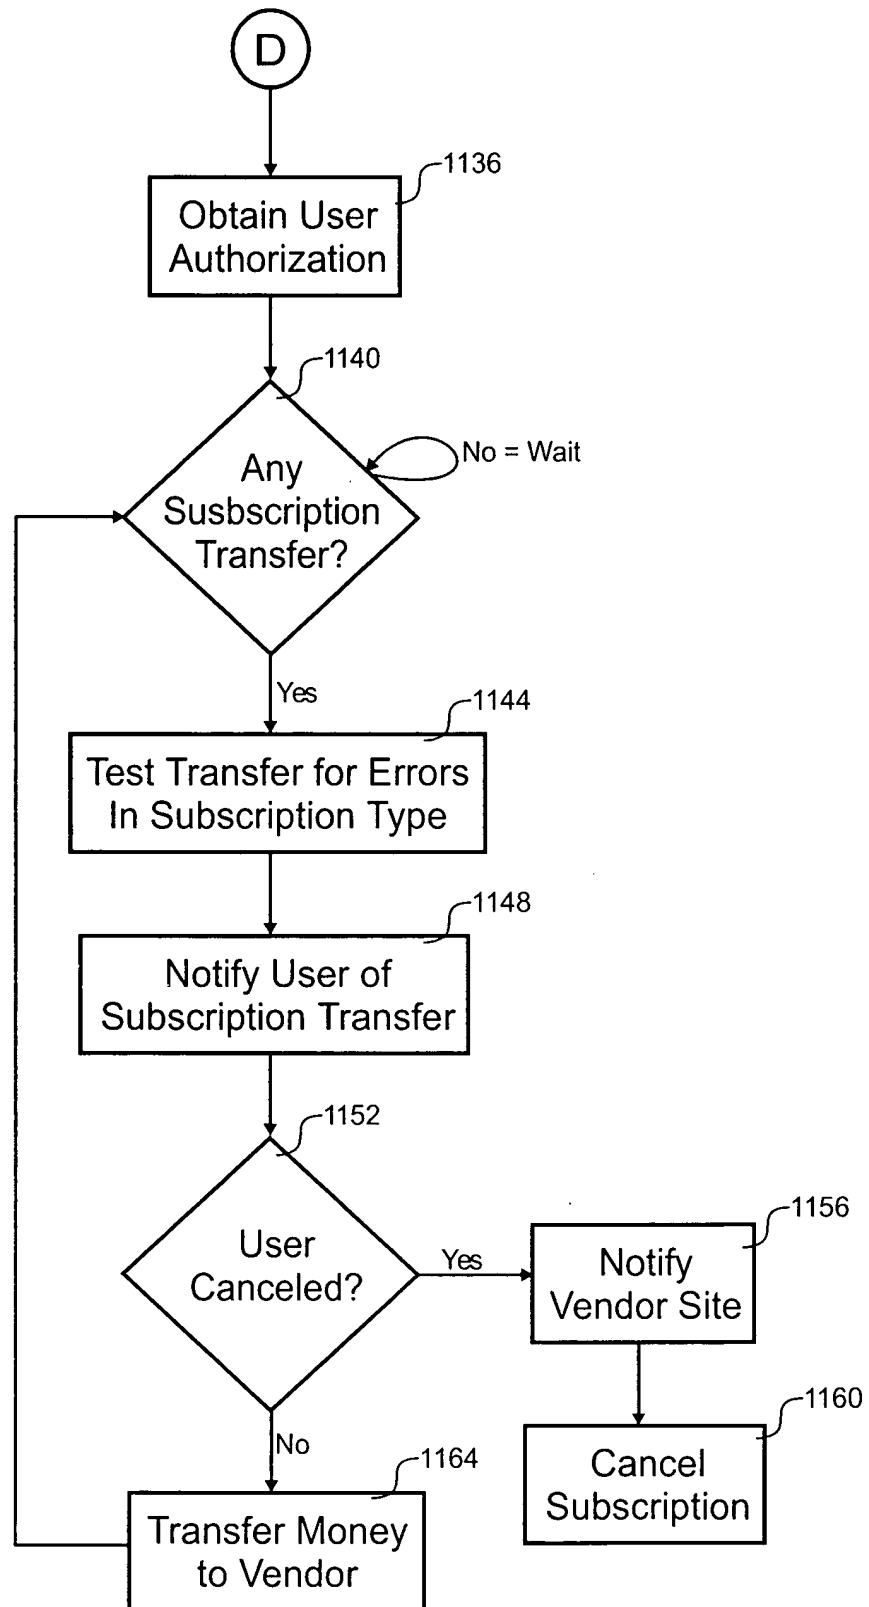 D
1136
Obtain User
Authorization
1140
No = Wait
Any
Susbscription
Transfer?
Yes
1144
Test Transfer for Errors
In Subscription Type
1148
Notify User of
Subscription Transfer
1152
User
Canceled?
Yes
1156
Notify
Vendor Site
1160
Cancel
Subscription
No
1164
Transfer Money
to Vendor